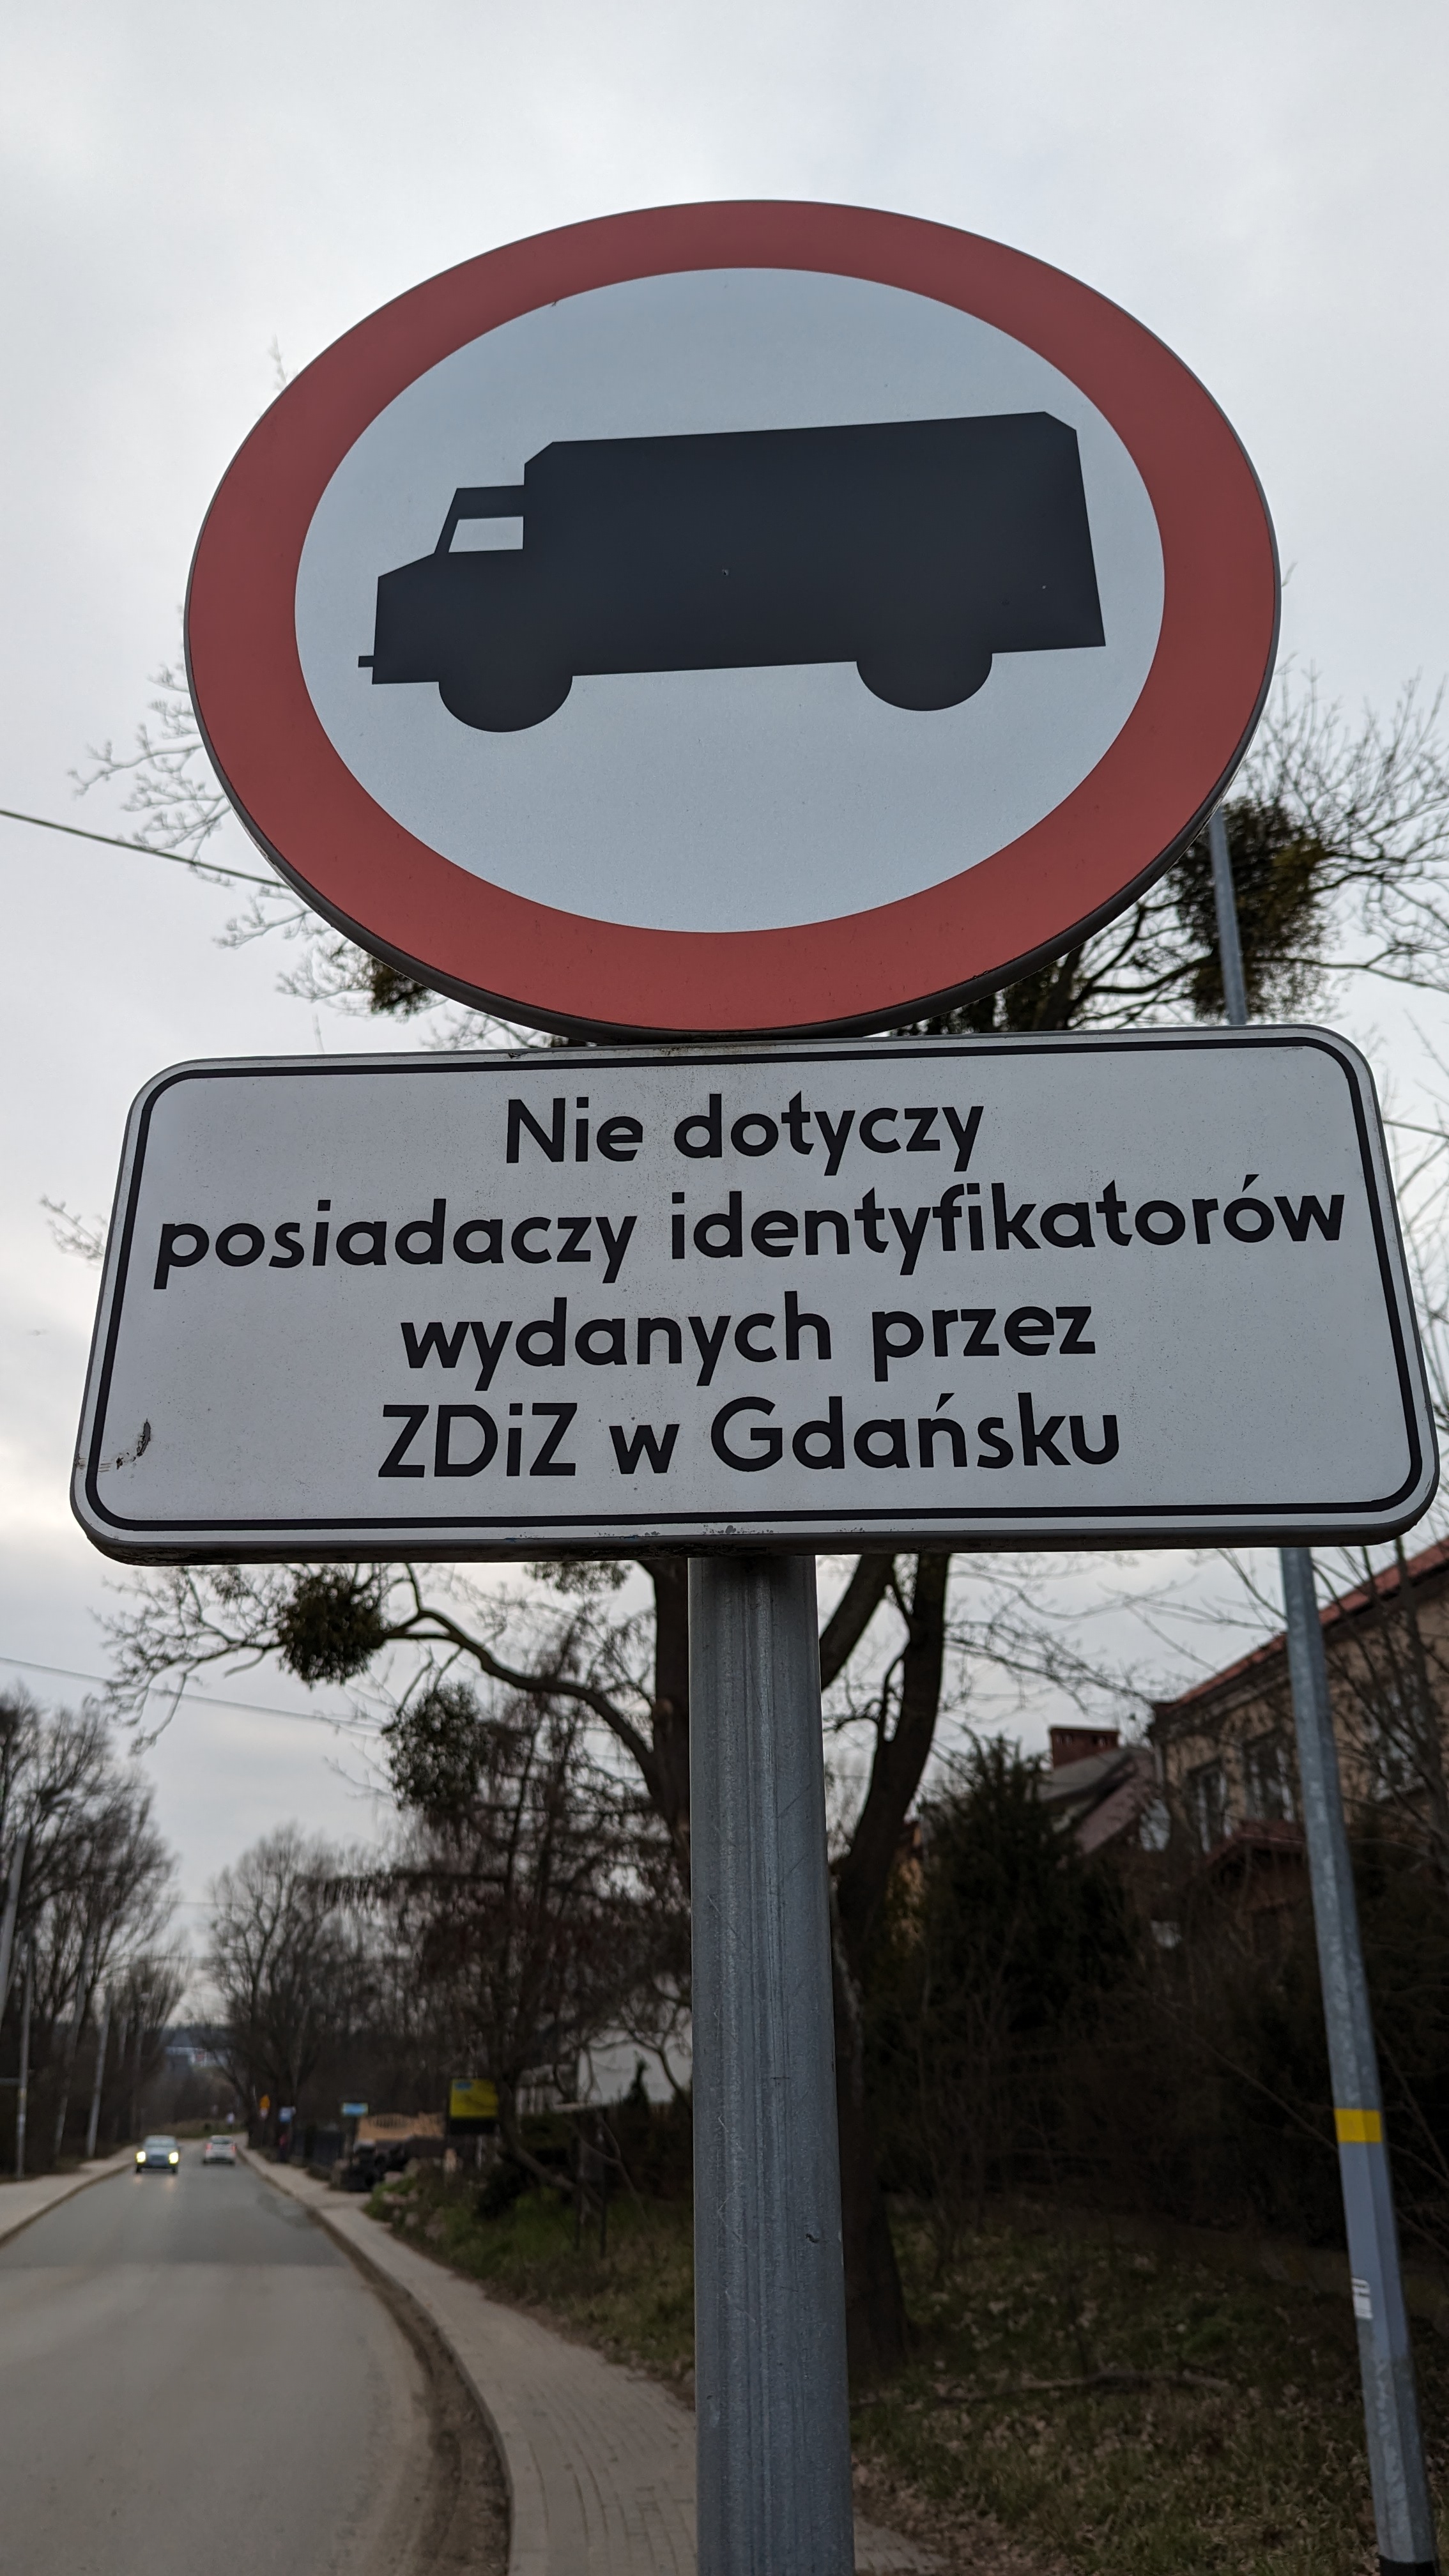 Nie dotyczy
posiadaczy identyfikatorów
wydanych przez
ZDiZ w Gdańsku